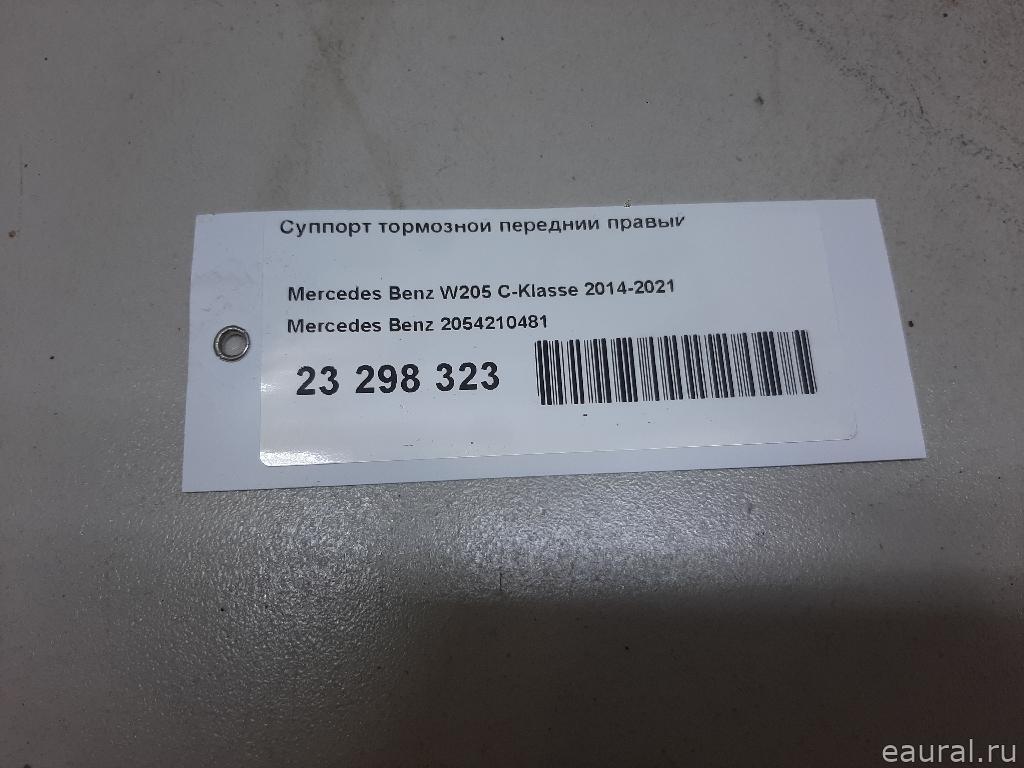 Суппорт тормозной передний правый
Mercedes Benz W205 C-Klasse 2014-2021
Mercedes Benz 2054210481
23 298 323
eaural.ru